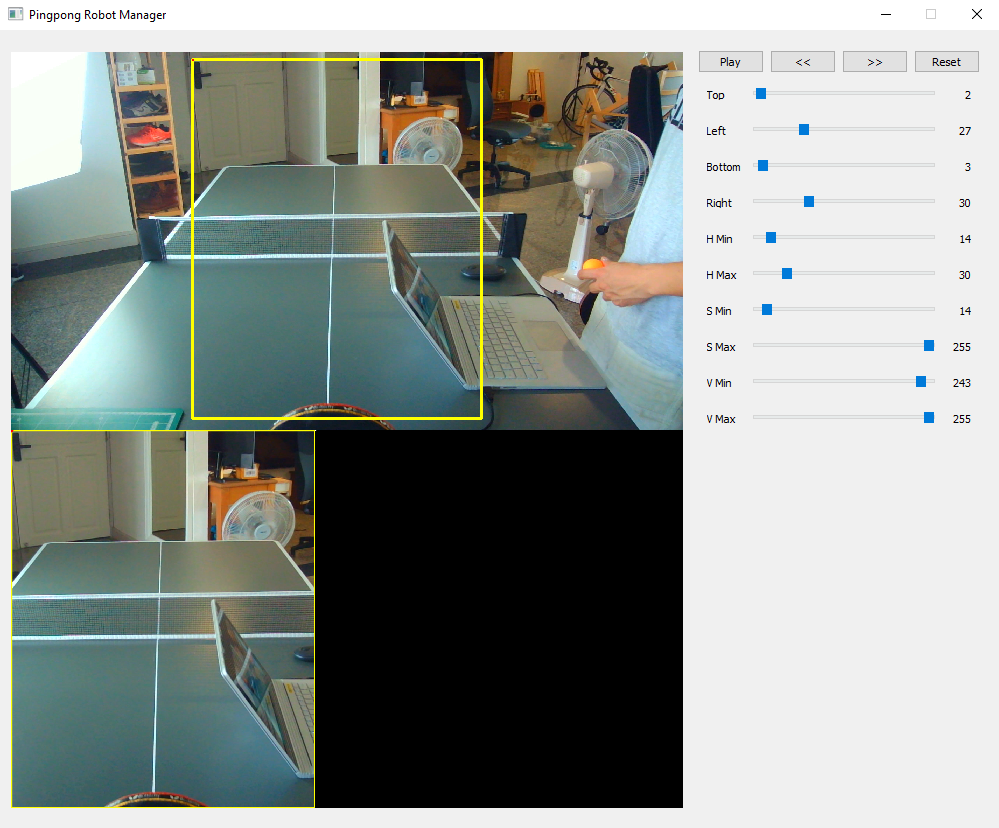 Pingpong Robot Manager
Play << >> Reset
Top 2
Left 27
Bottom 3
Right 30
H Min 14
H Max 30
S Min 14
S Max 255
V Min 243
V Max 255